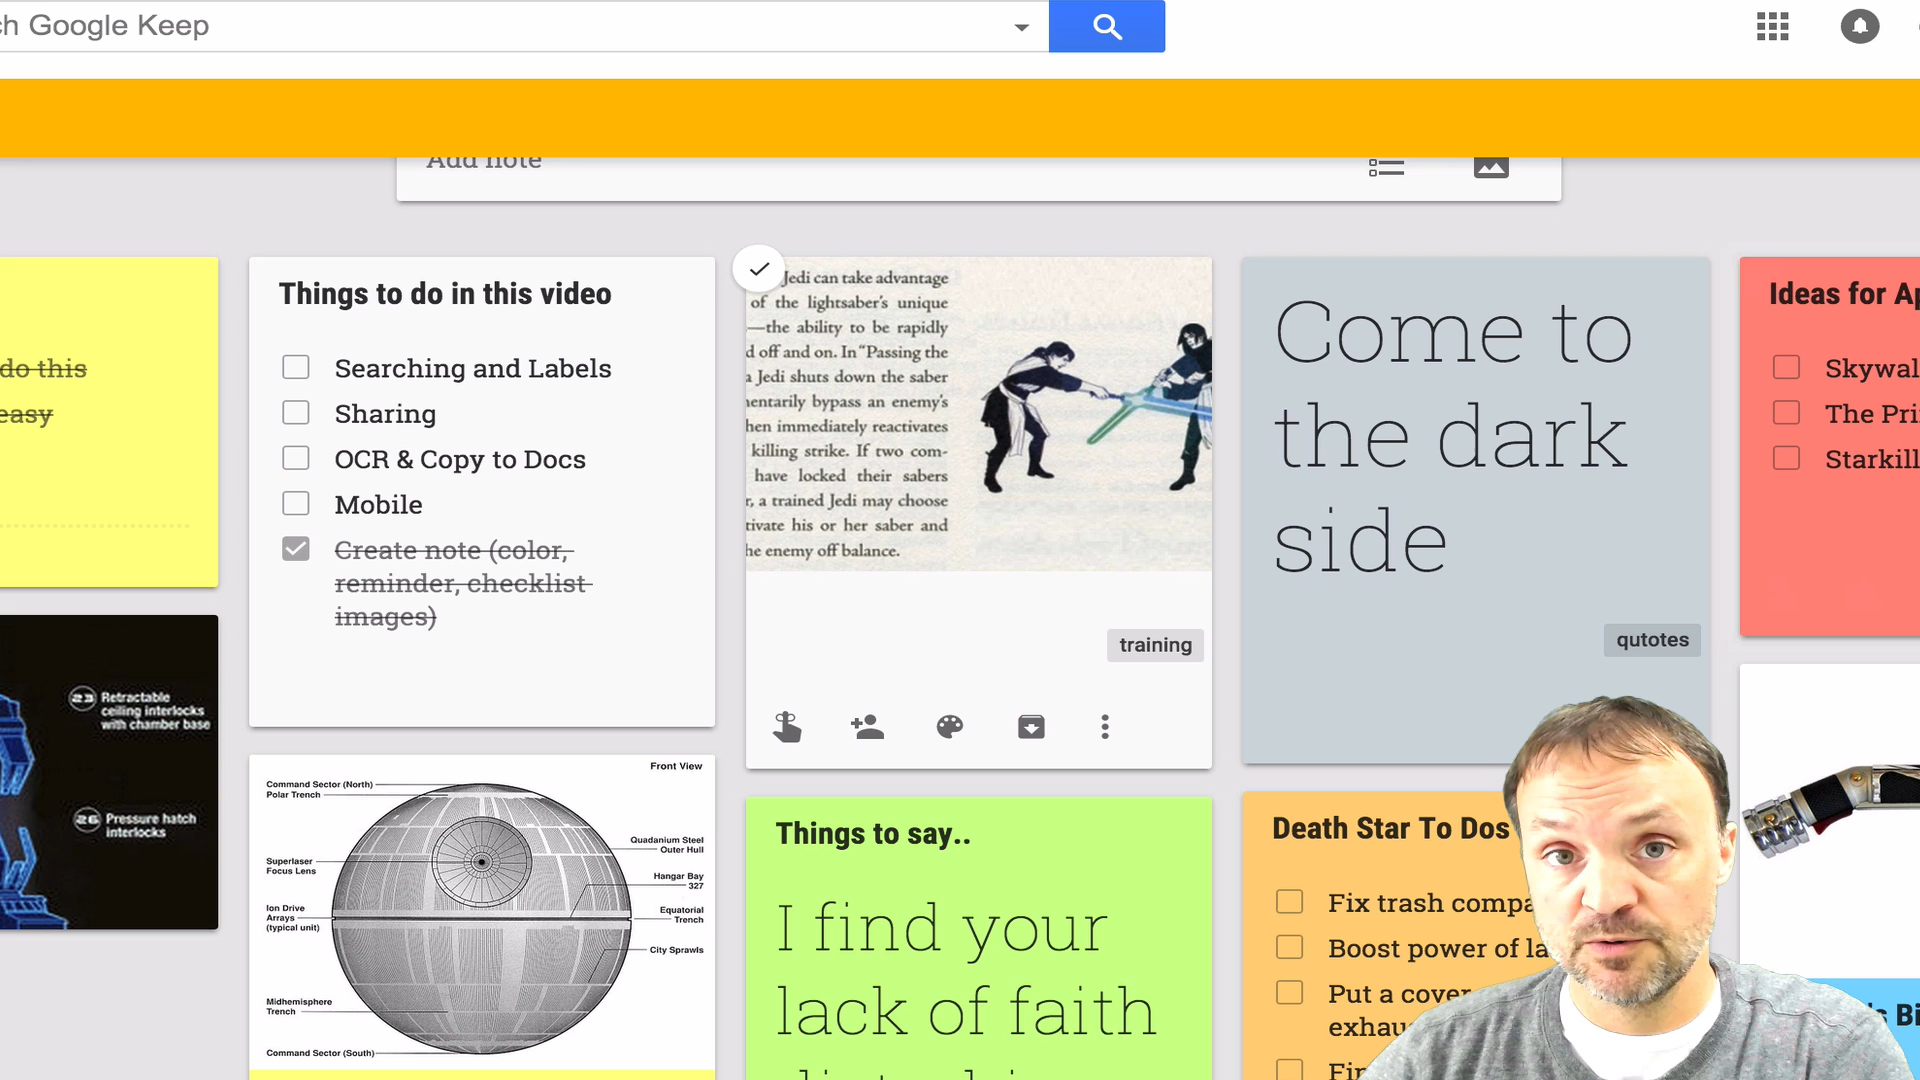 ch Google Keep
Add note
do this
easy
Things to do in this video
Searching and Labels
Sharing
OCR & Copy to Docs
Mobile
Create note (color,
reminder, checklist
images)
Jedi can take advantage
of the lightsaber's unique
—the ability to be rapidly
d off and on. In "Passing the
a Jedi shuts down the saber
mentarily bypass an enemy's
hen immediately reactivates
killing strike. If two com-
have locked their sabers
r, a trained Jedi may choose
tivate his or her saber and
he enemy off balance.
training
Come to
the dark
side
qutotes
Ideas for Ap
Skywal
The Pri
Starkill
23 Retractable
ceiling interlocks
with chamber base
26 Pressure hatch
interlocks
Front View
Command Sector (North)
Polar Trench
Quadanium Steel
Outer Hull
Superlaser
Focus Lens
Hangar Bay
327
Ion Drive
Arrays
(typical unit)
Equatorial
Trench
City Sprawls
Midhemisphere
Trench
Command Sector (South)
Things to say..
I find your
lack of faith
Death Star To Dos
Fix trash compa
Boost power of la
Put a cover
exhau
Fir
s Bi